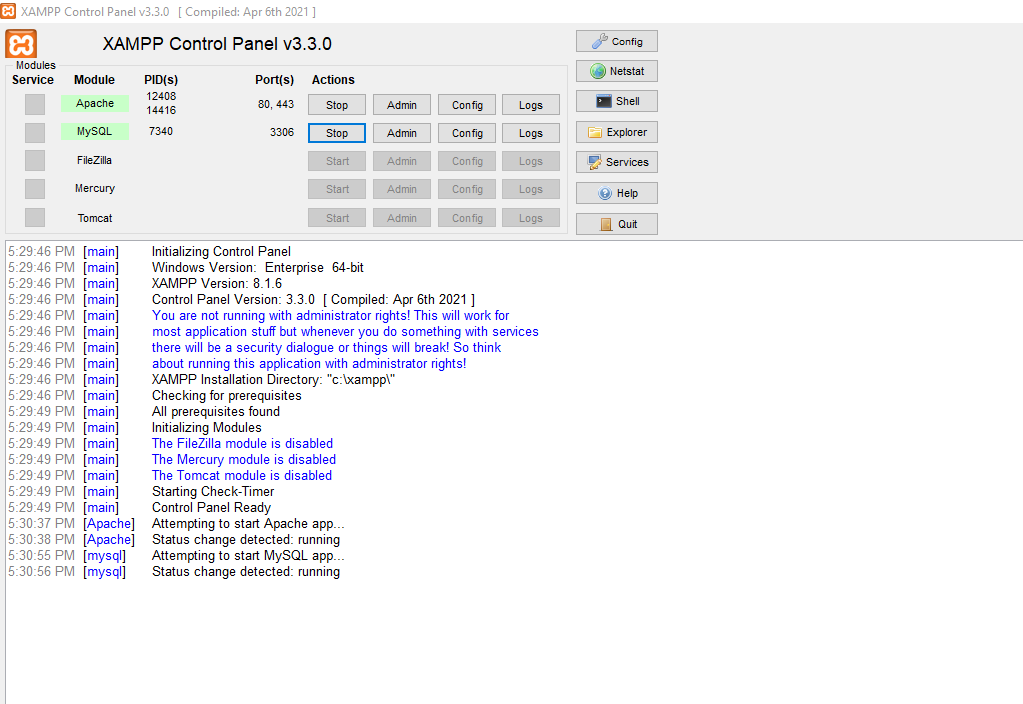 XAMPP Control Panel v3.3.0 [ Compiled: Apr 6th 2021 ]
XAMPP Control Panel v3.3.0
Config
Modules
Service Module PID(s) Port(s) Actions
Netstat
Apache 12408 14416 80, 443 Stop Admin Config Logs
Shell
MySQL 7340 3306 Stop Admin Config Logs
Explorer
FileZilla Start Admin Config Logs
Services
Mercury Start Admin Config Logs
Help
Tomcat Start Admin Config Logs
Quit
5:29:46 PM [main] Initializing Control Panel
5:29:46 PM [main] Windows Version: Enterprise 64-bit
5:29:46 PM [main] XAMPP Version: 8.1.6
5:29:46 PM [main] Control Panel Version: 3.3.0 [ Compiled: Apr 6th 2021 ]
5:29:46 PM [main] You are not running with administrator rights! This will work for
5:29:46 PM [main] most application stuff but whenever you do something with services
5:29:46 PM [main] there will be a security dialogue or things will break! So think
5:29:46 PM [main] about running this application with administrator rights!
5:29:46 PM [main] XAMPP Installation Directory: "c:\xampp\"
5:29:46 PM [main] Checking for prerequisites
5:29:49 PM [main] All prerequisites found
5:29:49 PM [main] Initializing Modules
5:29:49 PM [main] The FileZilla module is disabled
5:29:49 PM [main] The Mercury module is disabled
5:29:49 PM [main] The Tomcat module is disabled
5:29:49 PM [main] Starting Check-Timer
5:29:49 PM [main] Control Panel Ready
5:30:37 PM [Apache] Attempting to start Apache app...
5:30:38 PM [Apache] Status change detected: running
5:30:55 PM [mysql] Attempting to start MySQL app...
5:30:56 PM [mysql] Status change detected: running